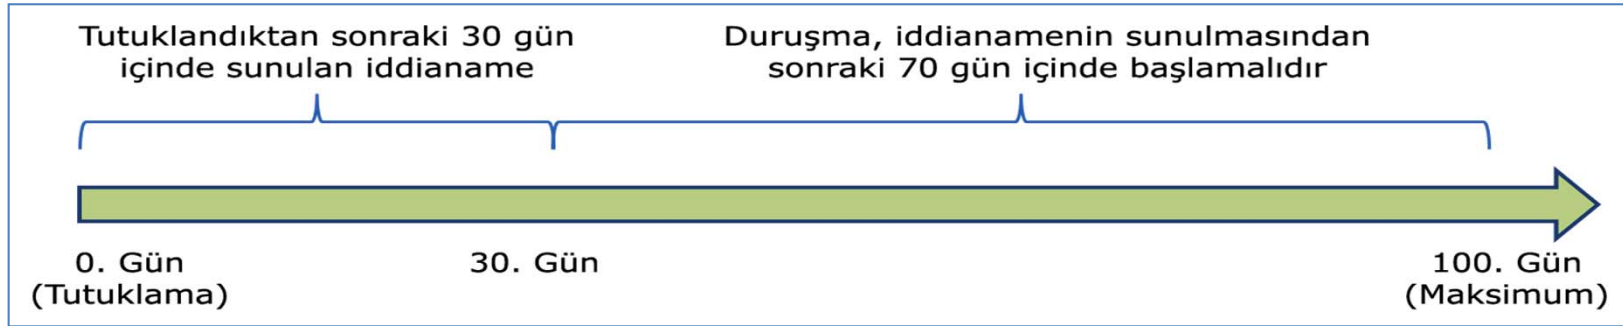 Tutuklandıktan sonraki 30 gün
içinde sunulan iddianame
Duruşma, iddianamenin sunulmasından
sonraki 70 gün içinde başlamalıdır
0. Gün
(Tutuklama)
30. Gün
100. Gün
(Maksimum)